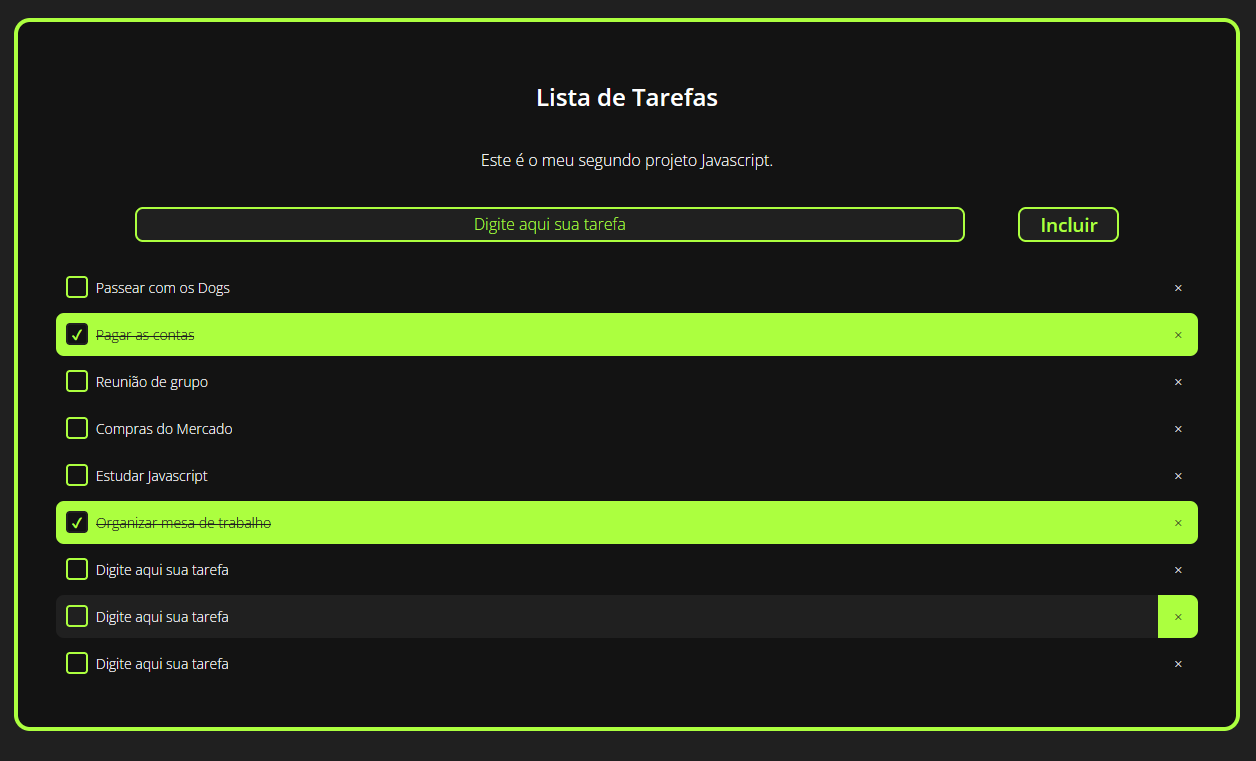 Lista de Tarefas
Este é o meu segundo projeto Javascript.
Digite aqui sua tarefa Incluir
Passear com os Dogs ×
✓ Pagar as contas ×
Reunião de grupo ×
Compras do Mercado ×
Estudar Javascript ×
✓ Organizar mesa de trabalho ×
Digite aqui sua tarefa ×
Digite aqui sua tarefa ×
Digite aqui sua tarefa ×